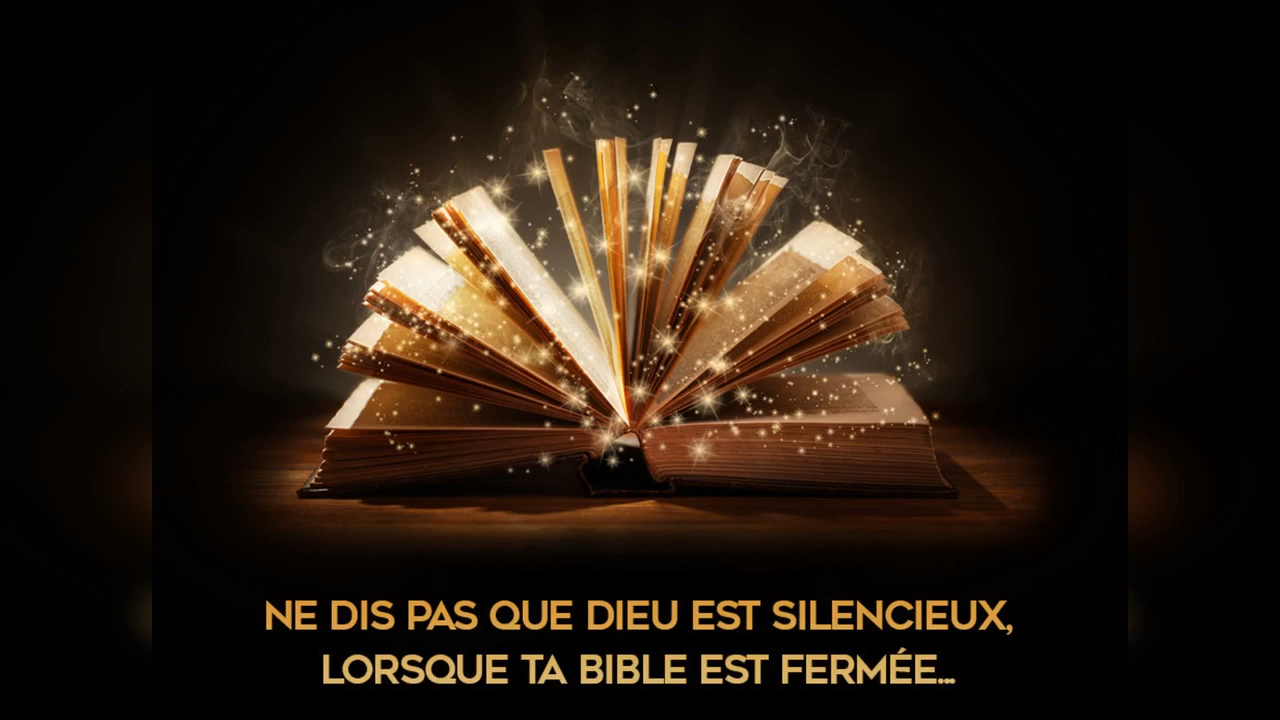 NE DIS PAS QUE DIEU EST SILENCIEUX,
LORSQUE TA BIBLE EST FERMÉE...